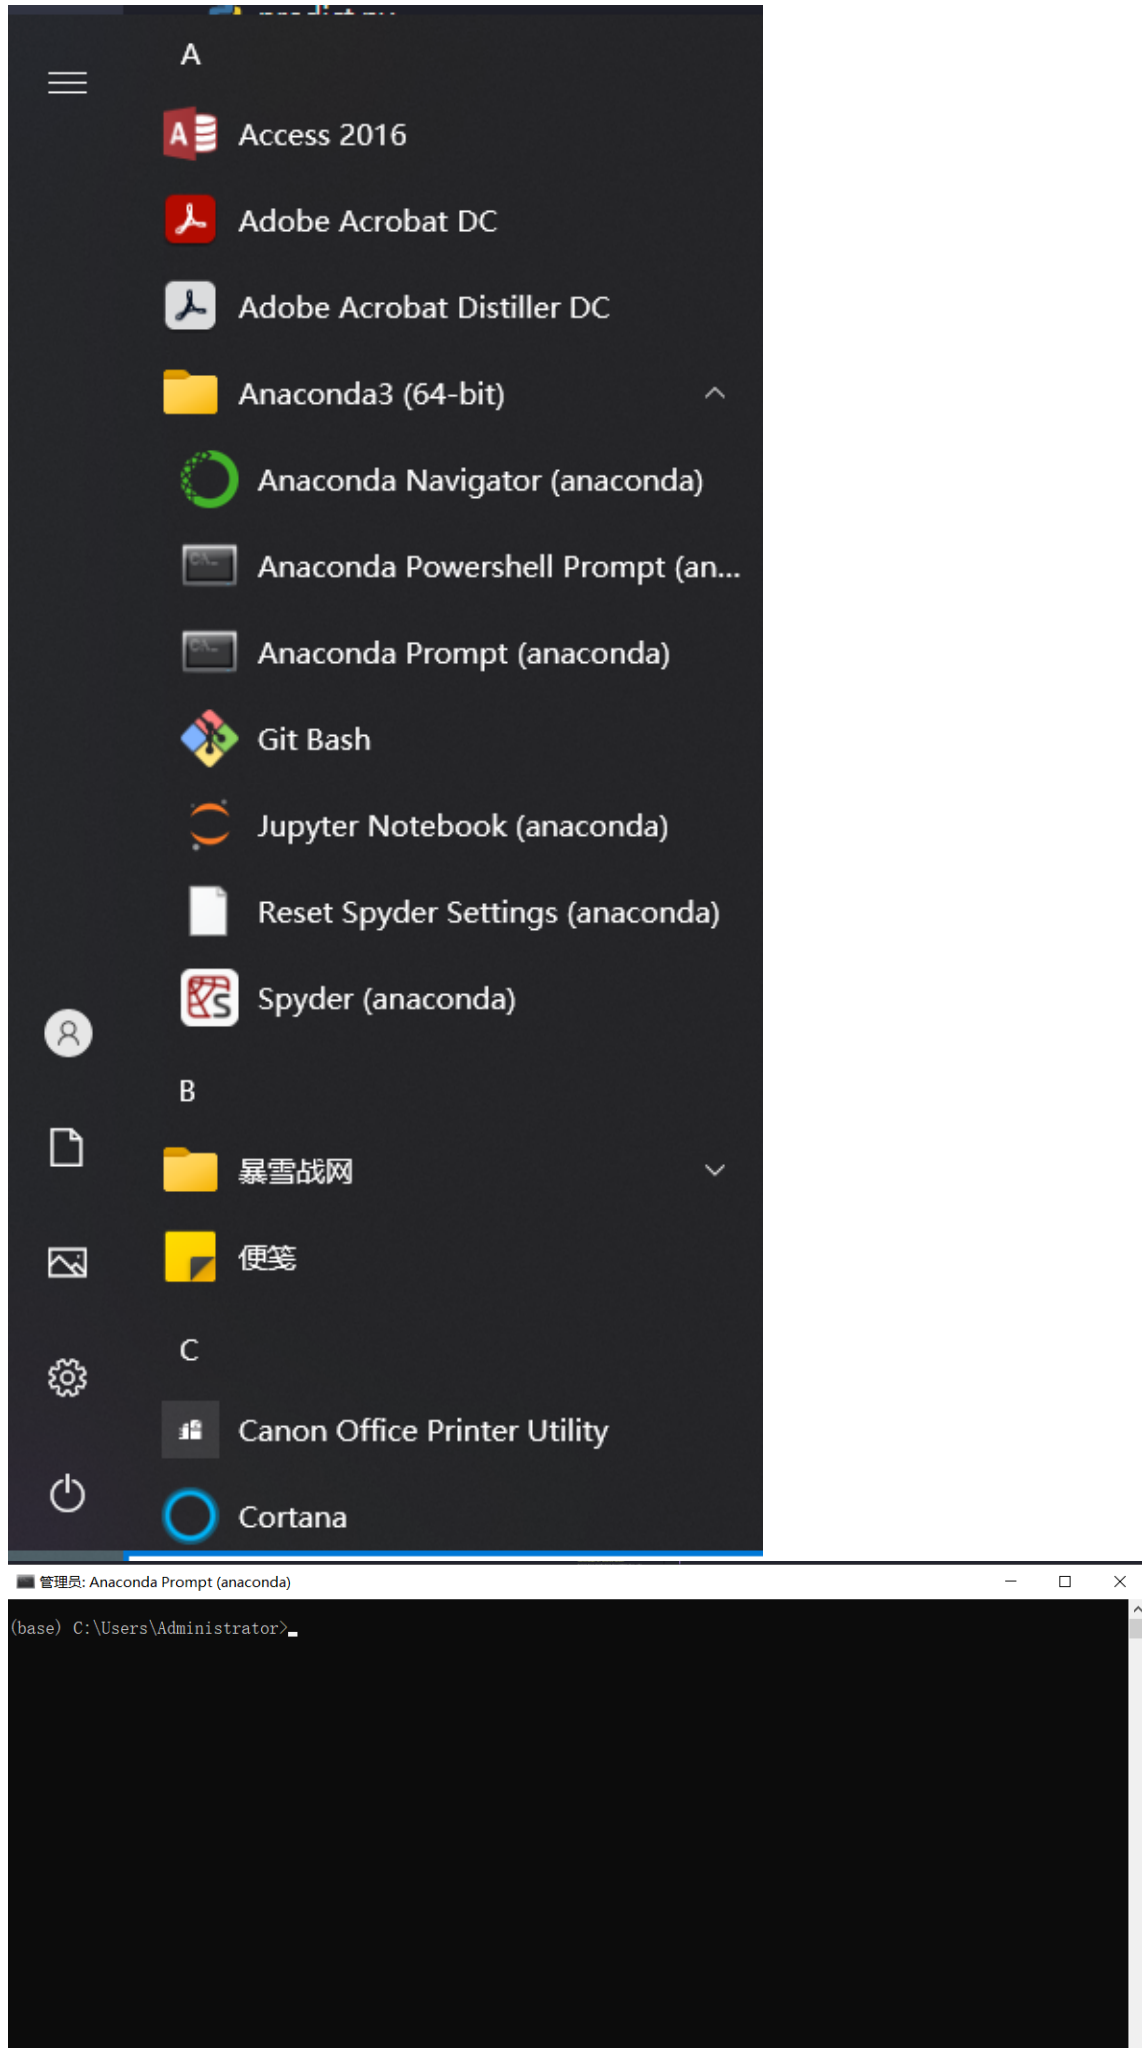 A
Access 2016
Adobe Acrobat DC
Adobe Acrobat Distiller DC
Anaconda3 (64-bit)
Anaconda Navigator (anaconda)
Anaconda Powershell Prompt (an...
Anaconda Prompt (anaconda)
Git Bash
Jupyter Notebook (anaconda)
Reset Spyder Settings (anaconda)
Spyder (anaconda)
B
暴雪战网
便笺
C
Canon Office Printer Utility
Cortana
管理员: Anaconda Prompt (anaconda)
(base) C:\Users\Administrator>